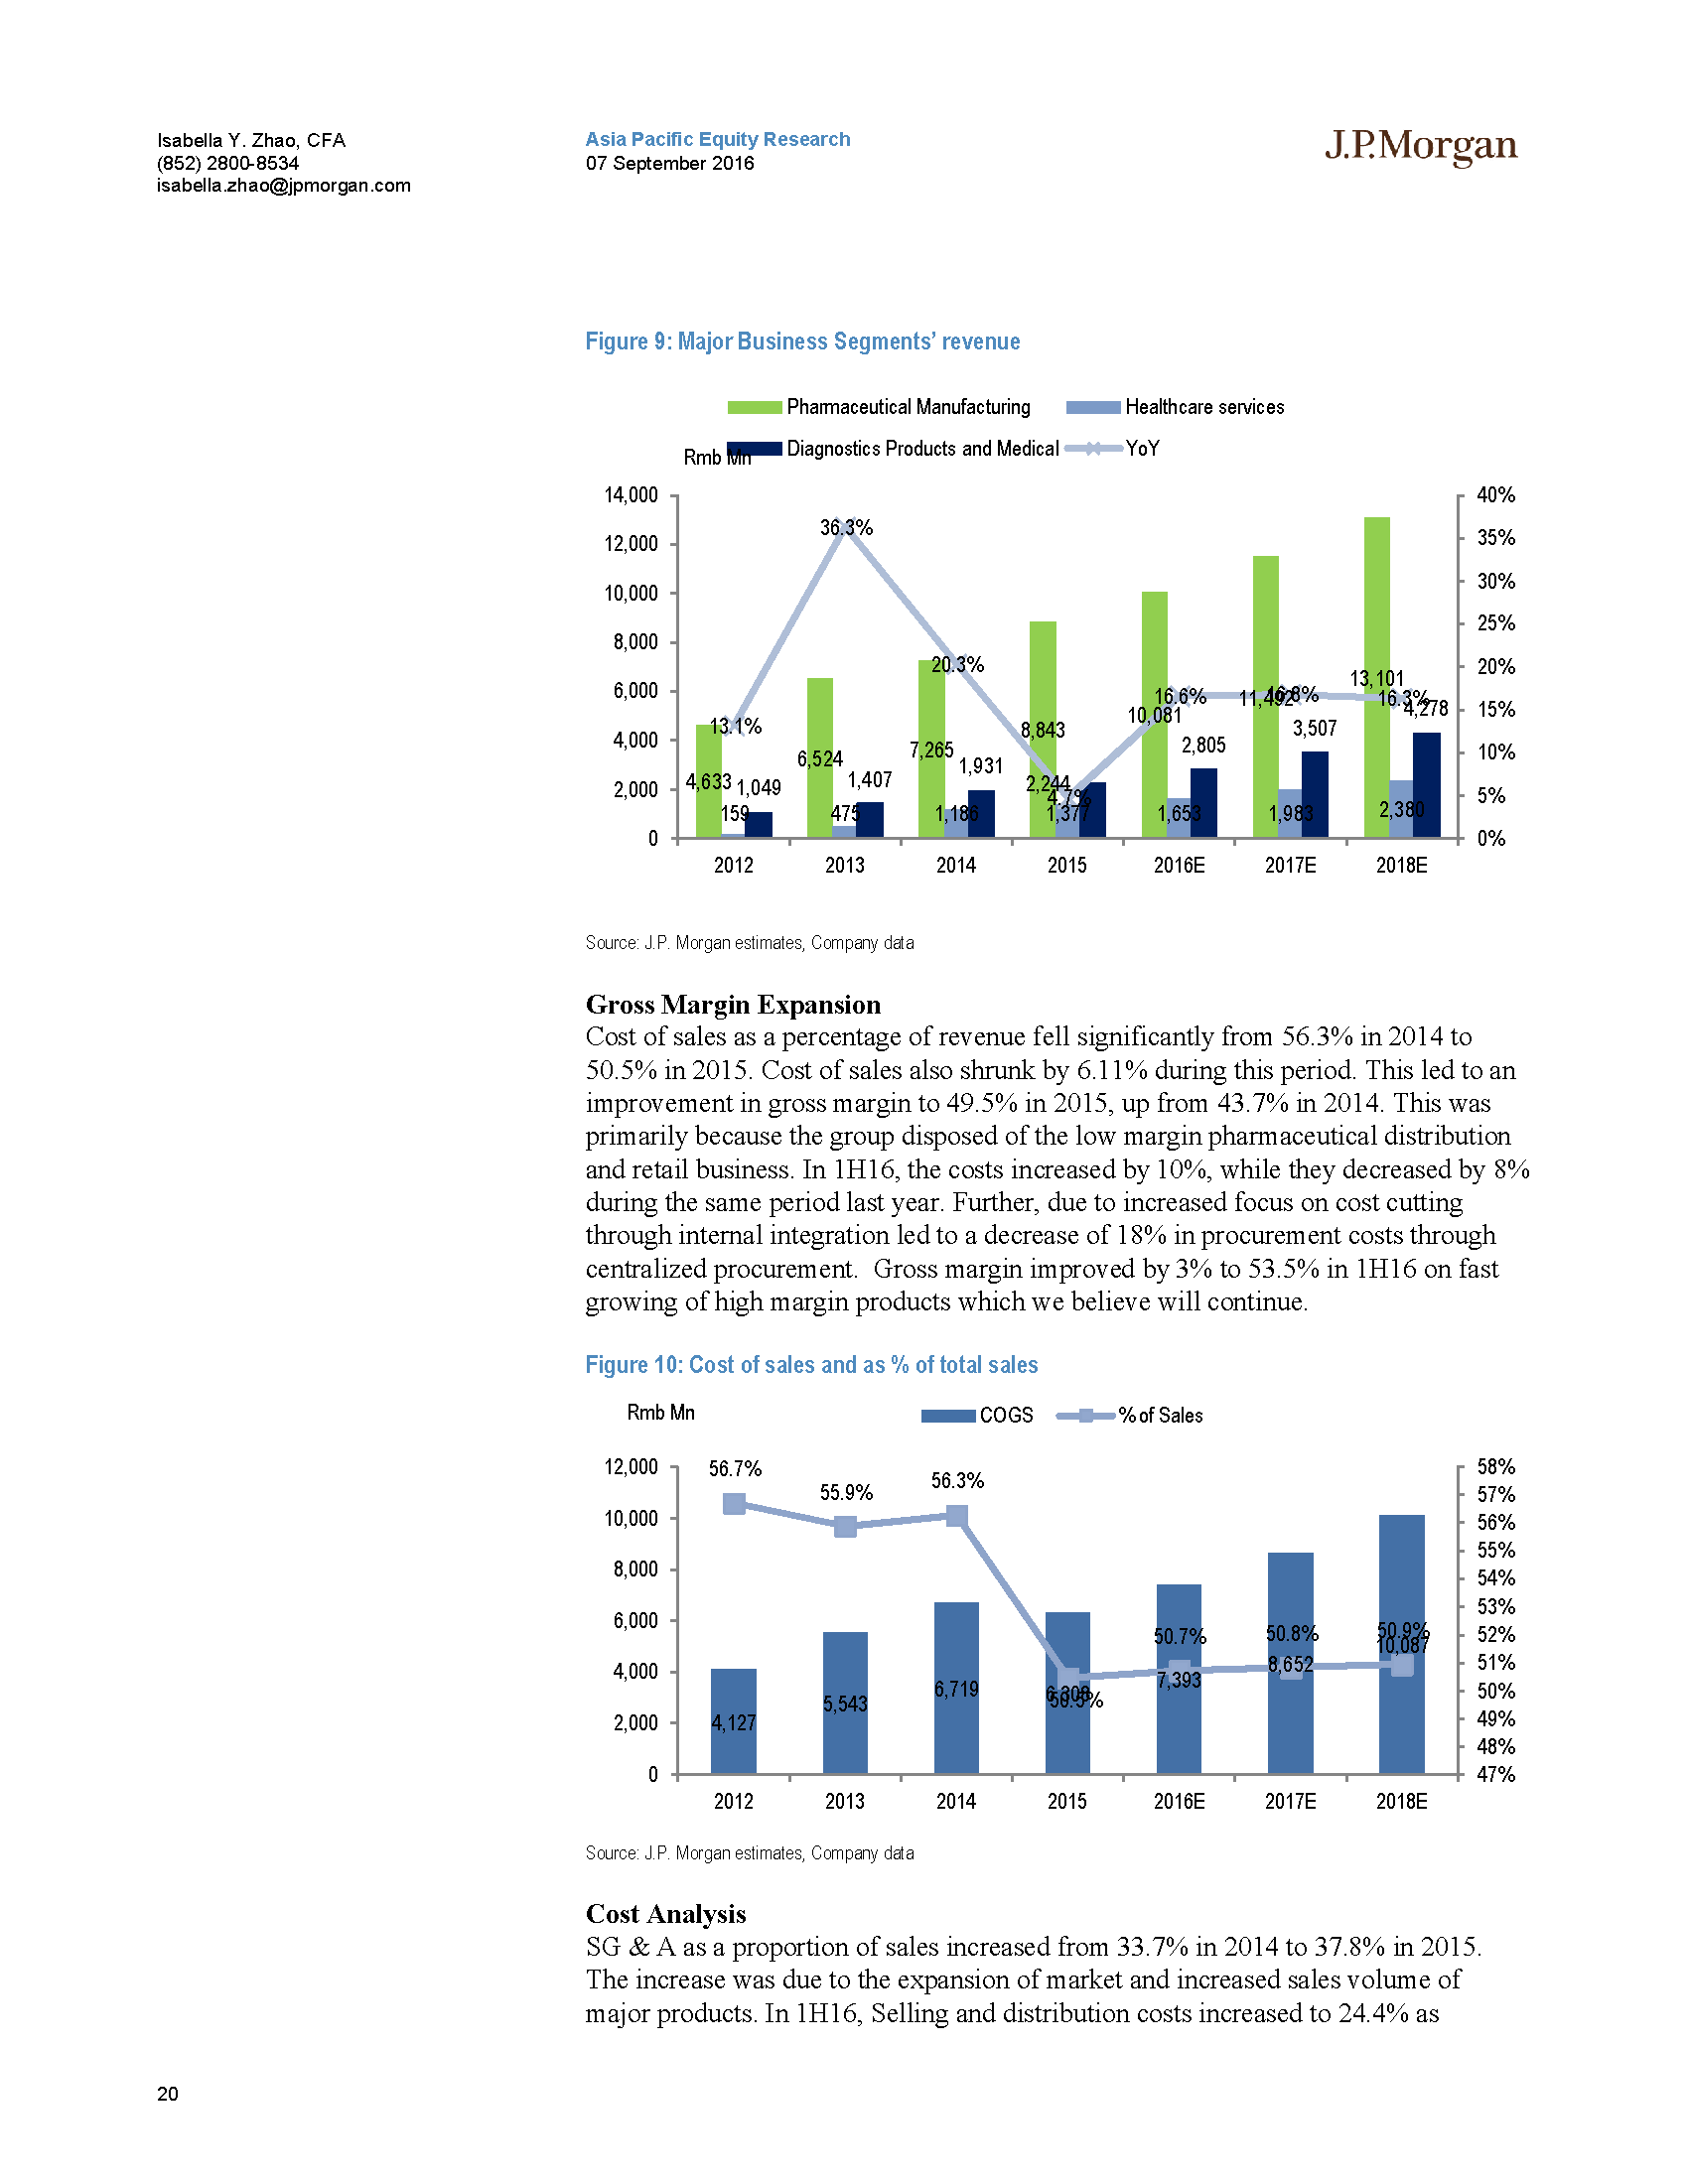 Isabella Y. Zhao, CFA
(852) 2800-8534
isabella.zhao@jpmorgan.com
Asia Pacific Equity Research
07 September 2016
J.P.Morgan
Figure 9: Major Business Segments’ revenue
Pharmaceutical Manufacturing Healthcare services
Diagnostics Products and Medical YoY
Rmb Mn
14,000 40%
35%
12,000
10,000 30%
25%
8,000
20%
6,000
15%
4,000
10%
2,000
5%
0 0%
13.1% 36.3% 20.3% 4.7% 16.6% 16.8% 16.3%
4,633 6,524 7,265 8,843 10,081 11,492 13,101
159 475 1,186 1,377 1,653 1,983 2,380
1,049 1,407 1,931 2,244 2,805 3,507 4,278
2012 2013 2014 2015 2016E 2017E 2018E
Source: J.P. Morgan estimates, Company data
Gross Margin Expansion
Cost of sales as a percentage of revenue fell significantly from 56.3% in 2014 to
50.5% in 2015. Cost of sales also shrunk by 6.11% during this period. This led to an
improvement in gross margin to 49.5% in 2015, up from 43.7% in 2014. This was
primarily because the group disposed of the low margin pharmaceutical distribution
and retail business. In 1H16, the costs increased by 10%, while they decreased by 8%
during the same period last year. Further, due to increased focus on cost cutting
through internal integration led to a decrease of 18% in procurement costs through
centralized procurement.  Gross margin improved by 3% to 53.5% in 1H16 on fast
growing of high margin products which we believe will continue.
Figure 10: Cost of sales and as % of total sales
Rmb Mn COGS % of Sales
12,000 58%
57%
10,000 56%
55%
8,000 54%
53%
6,000 52%
4,000 51%
50%
2,000 49%
48%
0 47%
56.7% 55.9% 56.3% 50.5% 50.7% 50.8% 50.9%
4,127 5,543 6,719 6,308 7,393 8,652 10,087
2012 2013 2014 2015 2016E 2017E 2018E
Source: J.P. Morgan estimates, Company data
Cost Analysis
SG & A as a proportion of sales increased from 33.7% in 2014 to 37.8% in 2015.
The increase was due to the expansion of market and increased sales volume of
major products. In 1H16, Selling and distribution costs increased to 24.4% as
20